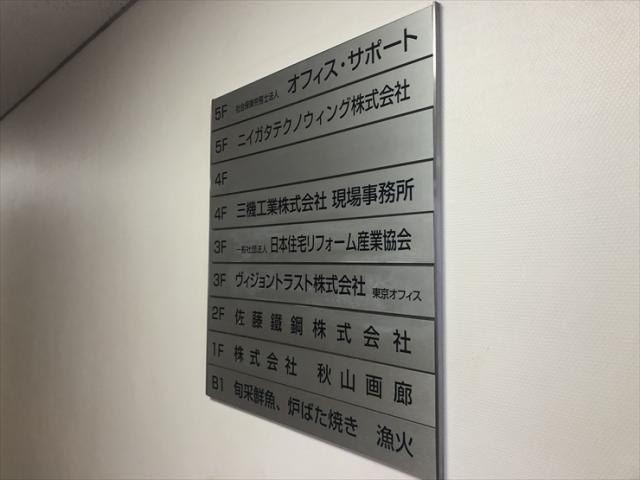 5F 社会保険労務士法人 オフィス・サポート
5F ニイガタテクノウィング株式会社
4F
4F 三機工業株式会社 現場事務所
3F 一般社団法人 日本住宅リフォーム産業協会
3F ヴィジョントラスト株式会社 東京オフィス
2F 佐藤鐵鋼株式会社
1F 株式会社 秋山画廊
B1 旬采鮮魚、炉ばた焼き 漁火